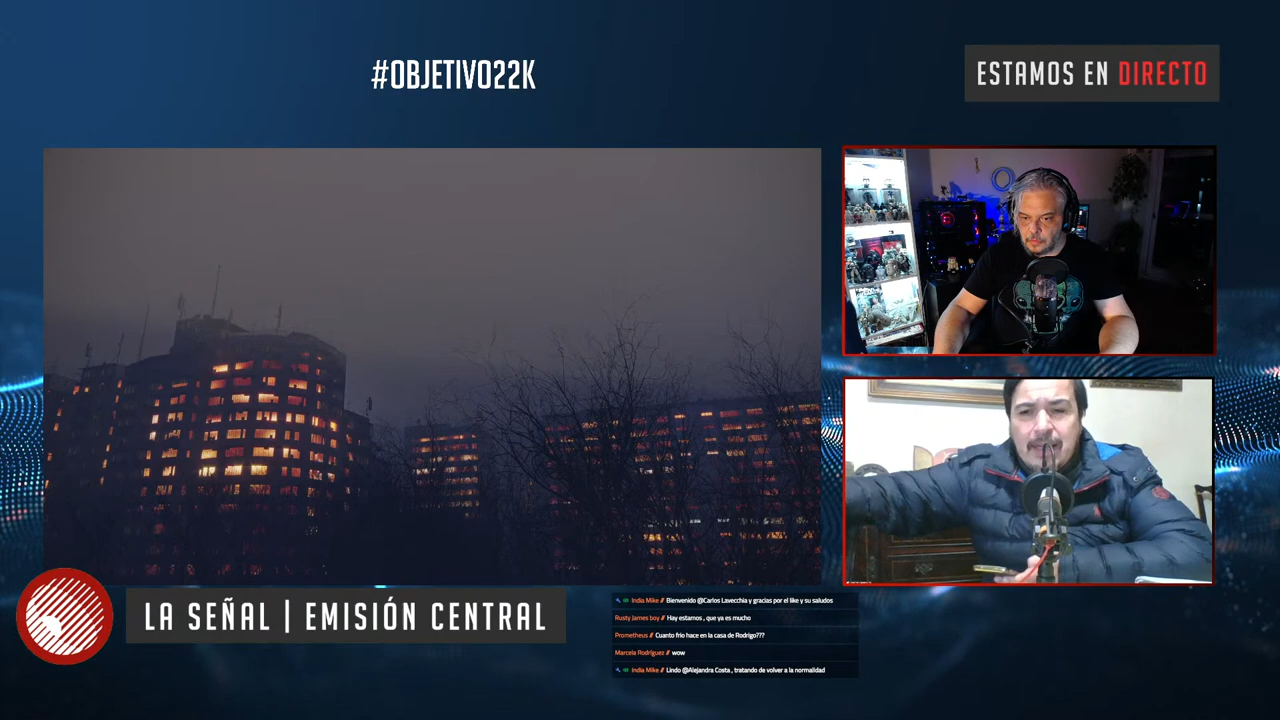 #OBJETIVO22K
ESTAMOS EN DIRECTO
LA SEÑAL | EMISIÓN CENTRAL
India Mike // Bienvenido @Carlos Lavecchia y gracias por el like y su saludos
Rusty James boy // Hay estamos , que ya es mucho
Prometheus // Cuanto frio hace en la casa de Rodrigo???
Marcela Rodríguez // wow
India Mike // Lindo @Alejandra Costa , tratando de volver a la normalidad